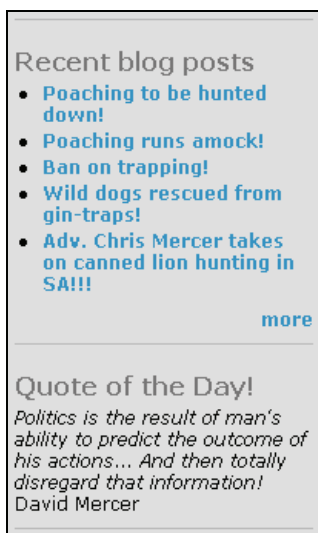 Recent blog posts
• Poaching to be hunted
down!
• Poaching runs amock!
• Ban on trapping!
• Wild dogs rescued from
gin-traps!
• Adv. Chris Mercer takes
on canned lion hunting in
SA!!!
more
Quote of the Day!
Politics is the result of man's
ability to predict the outcome of
his actions... And then totally
disregard that information!
David Mercer